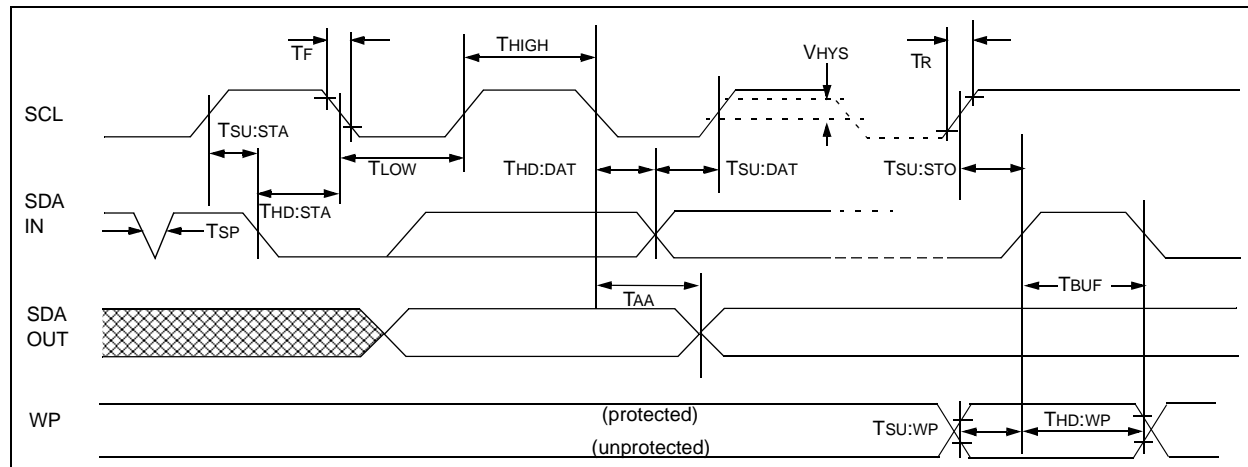 TF
THIGH
VHYS
TR
SCL
TSU:STA
TLOW
THD:DAT
TSU:DAT
TSU:STO
SDA
IN
THD:STA
TSP
TBUF
TAA
SDA
OUT
WP
(protected)
(unprotected)
TSU:WP
THD:WP